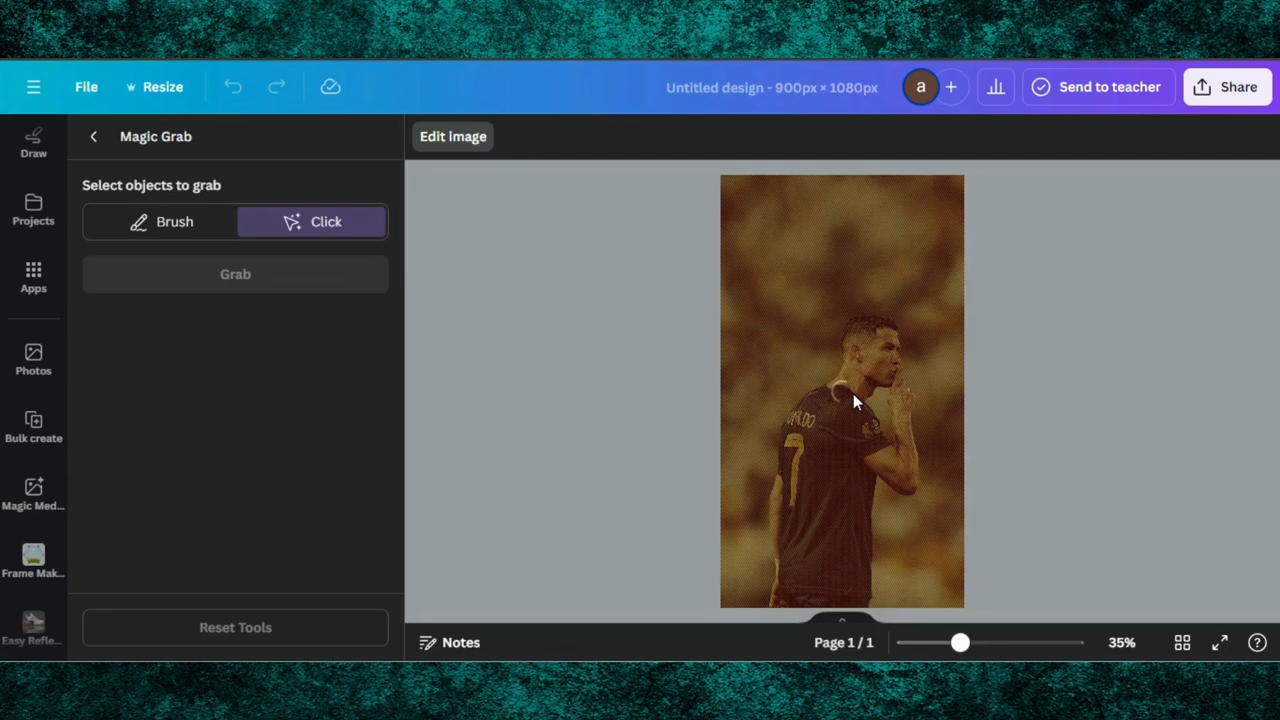 File
Resize
Untitled design - 900px × 1080px
a
+
Send to teacher
Share
Draw
Magic Grab
Edit image
Select objects to grab
Brush
Click
Projects
Grab
Apps
Photos
7
Bulk create
Magic Med...
Frame Mak...
Easy Refle...
Reset Tools
Notes
Page 1 / 1
35%
?